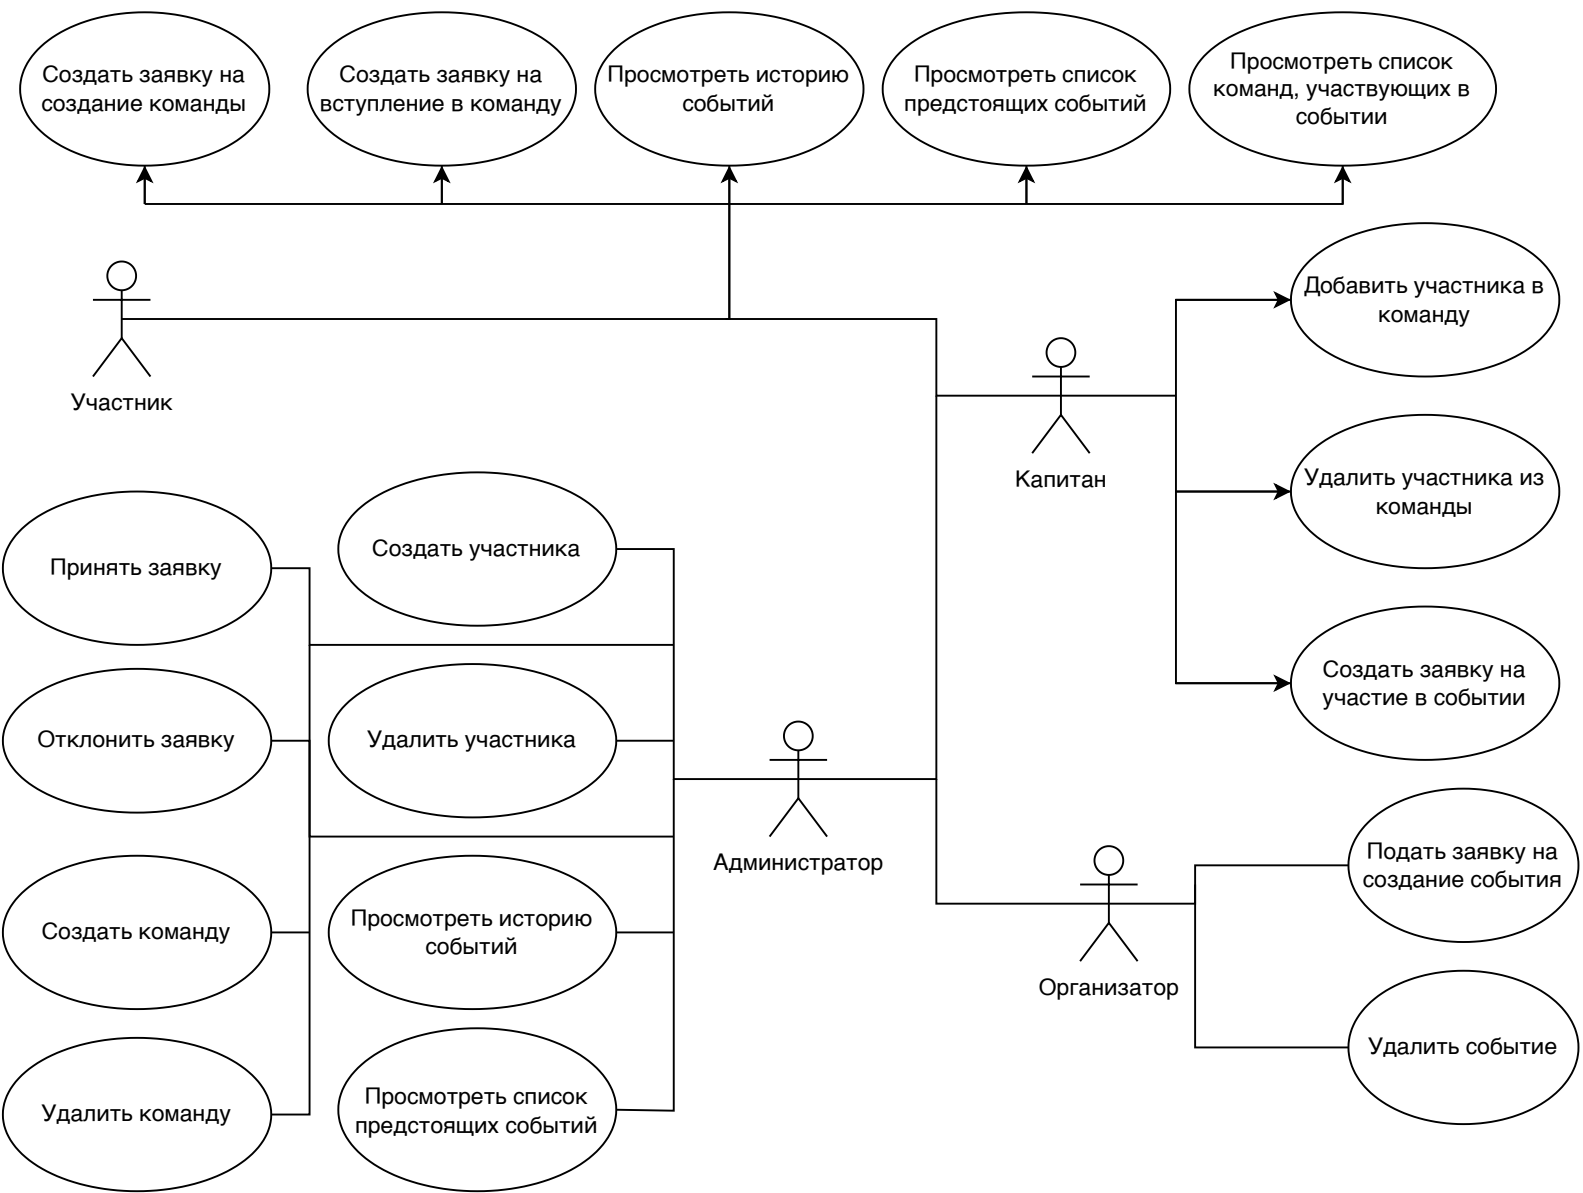 Создать заявку на
создание команды
Создать заявку на
вступление в команду
Просмотреть историю
событий
Просмотреть список
предстоящих событий
Просмотреть список
команд, участвующих в
событии
Участник
Добавить участника в
команду
Капитан
Удалить участника из
команды
Создать заявку на
участие в событии
Принять заявку
Создать участника
Отклонить заявку
Удалить участника
Администратор
Создать команду
Просмотреть историю
событий
Удалить команду
Просмотреть список
предстоящих событий
Организатор
Подать заявку на
создание события
Удалить событие